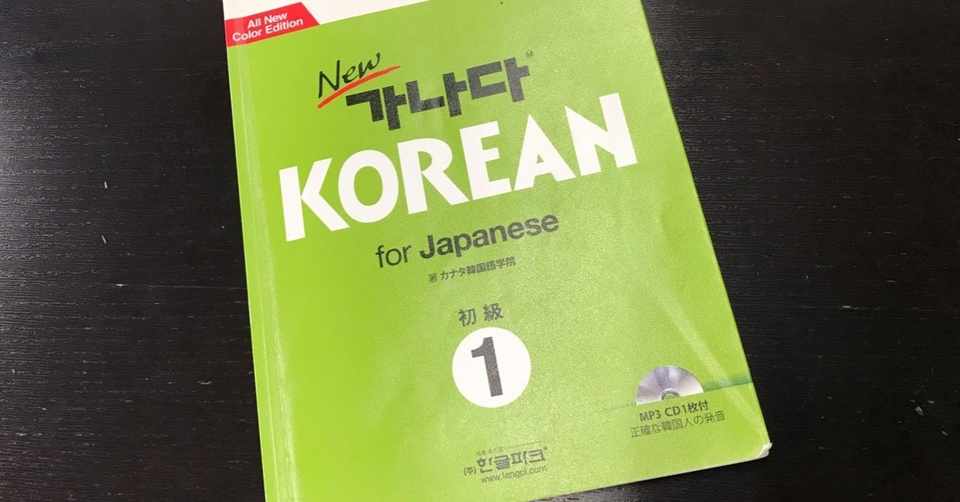 All New
Color Edition
New
가나다
KOREAN
for Japanese
著 カナタ韓国語学院
初級
1
MP3 CD1枚付
正確な韓国人の発音
(주)한글파크
www.langpl.com